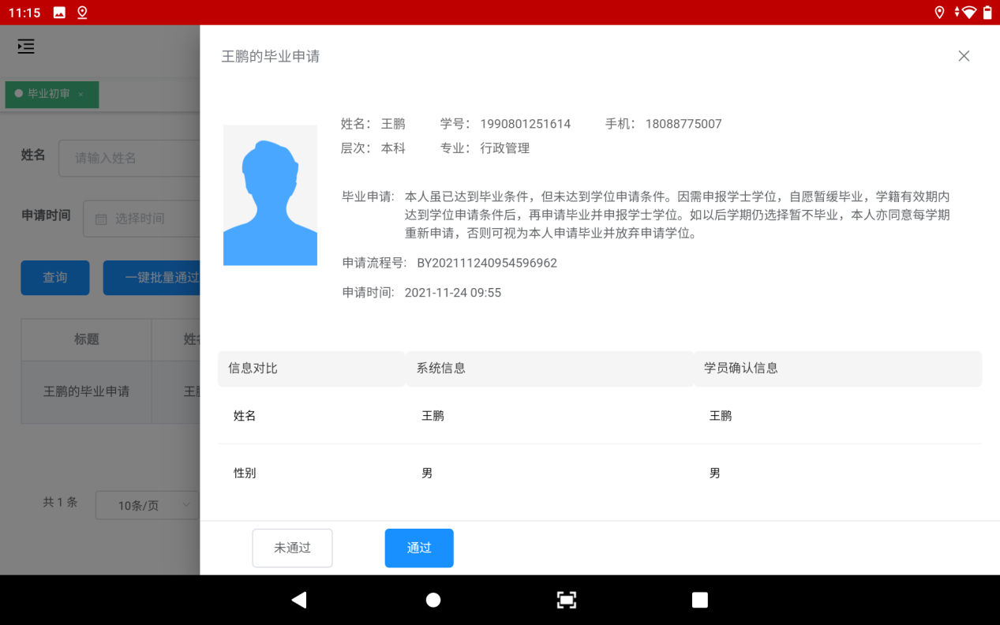 11:15
王鹏的毕业申请
毕业初审 ×
姓名
请输入姓名
申请时间
选择时间
查询
一键批量通过
标题
姓名
王鹏的毕业申请
王鹏
共 1 条
10条/页
姓名： 王鹏 学号： 1990801251614 手机： 18088775007
层次： 本科 专业： 行政管理
毕业申请: 本人虽已达到毕业条件，但未达到学位申请条件。因需申报学士学位，自愿暂缓毕业，学籍有效期内
达到学位申请条件后，再申请毕业并申报学士学位。如以后学期仍选择暂不毕业，本人亦同意每学期
重新申请，否则可视为本人申请毕业并放弃申请学位。
申请流程号: BY202111240954596962
申请时间: 2021-11-24 09:55
信息对比 系统信息 学员确认信息
姓名 王鹏 王鹏
性别 男 男
未通过 通过